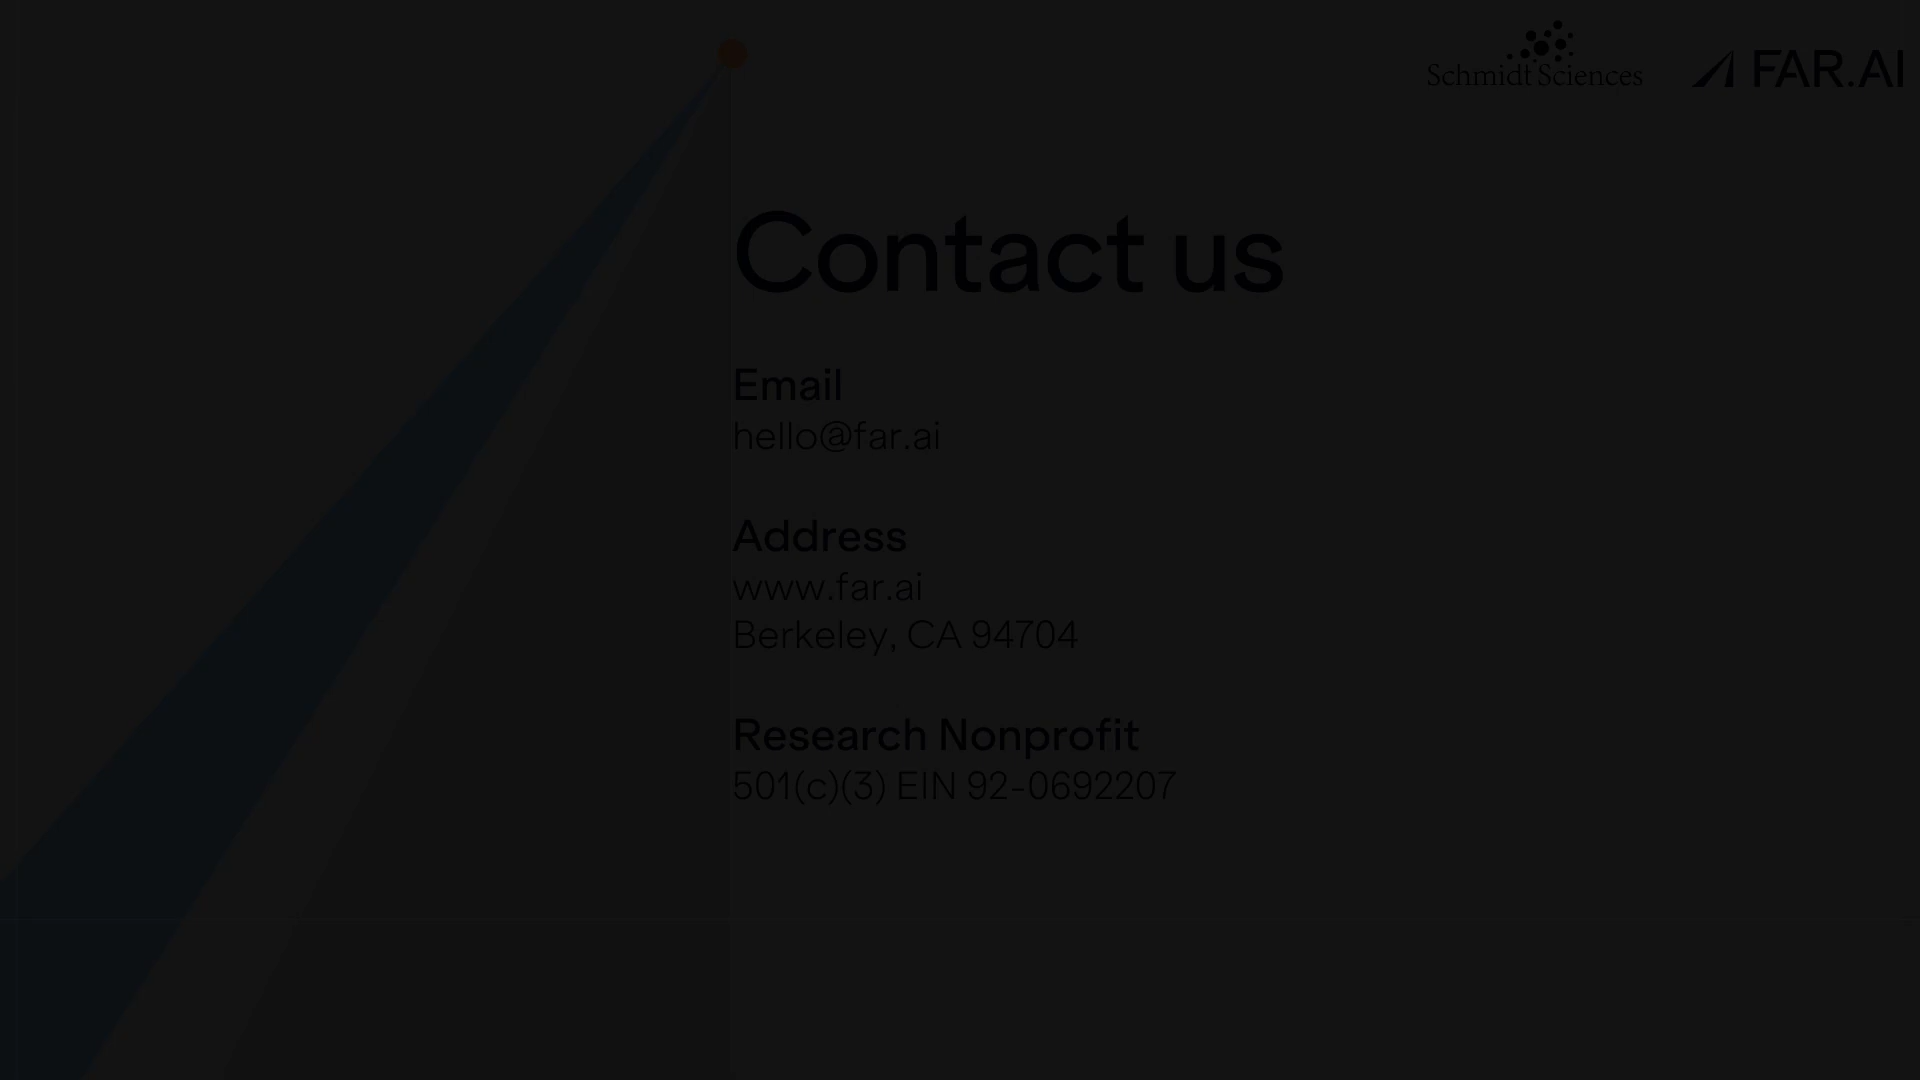 Schmidt Sciences
FAR.AI
Contact us
Email
hello@far.ai
Address
www.far.ai
Berkeley, CA 94704
Research Nonprofit
501(c)(3) EIN 92-0692207